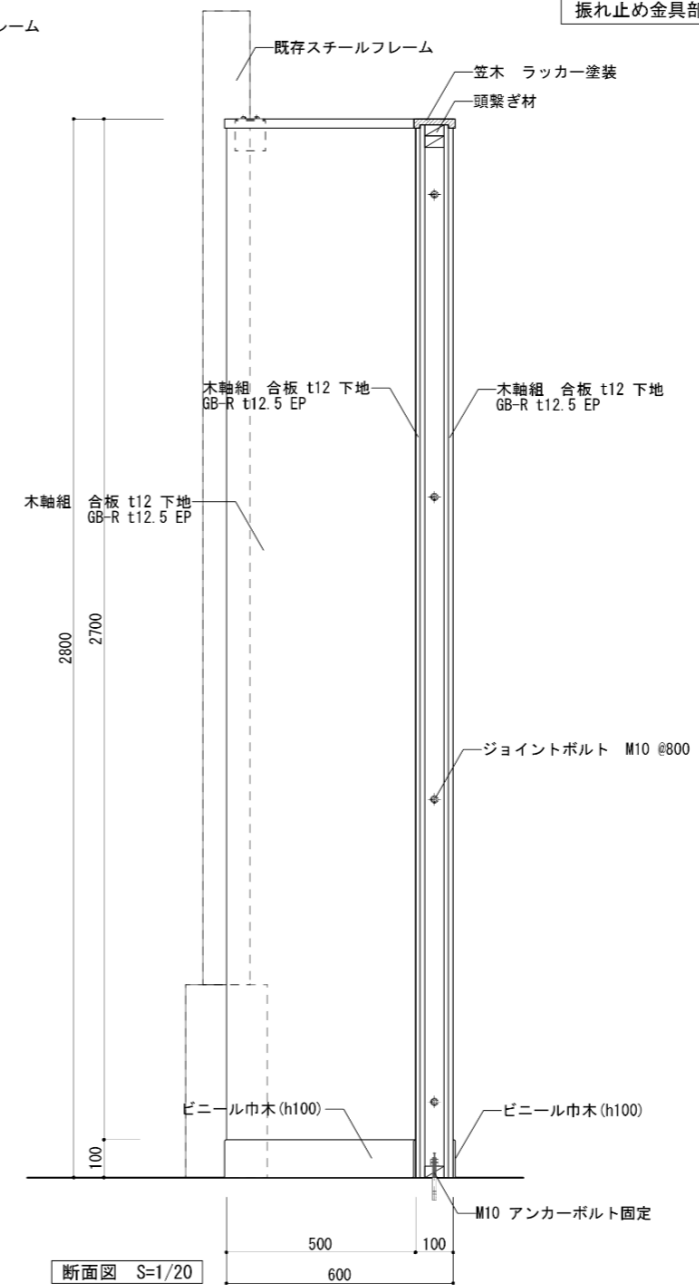 レーム
振れ止め金具部
既存スチールフレーム
笠木　ラッカー塗装
頭繋ぎ材
木軸組　合板 t12 下地
GB-R t12.5 EP
木軸組　合板 t12 下地
GB-R t12.5 EP
木軸組　合板 t12 下地
GB-R t12.5 EP
2800
2700
ジョイントボルト　M10 @800
ビニール巾木(h100)
ビニール巾木(h100)
100
M10 アンカーボルト固定
500
100
600
断面図　S=1/20